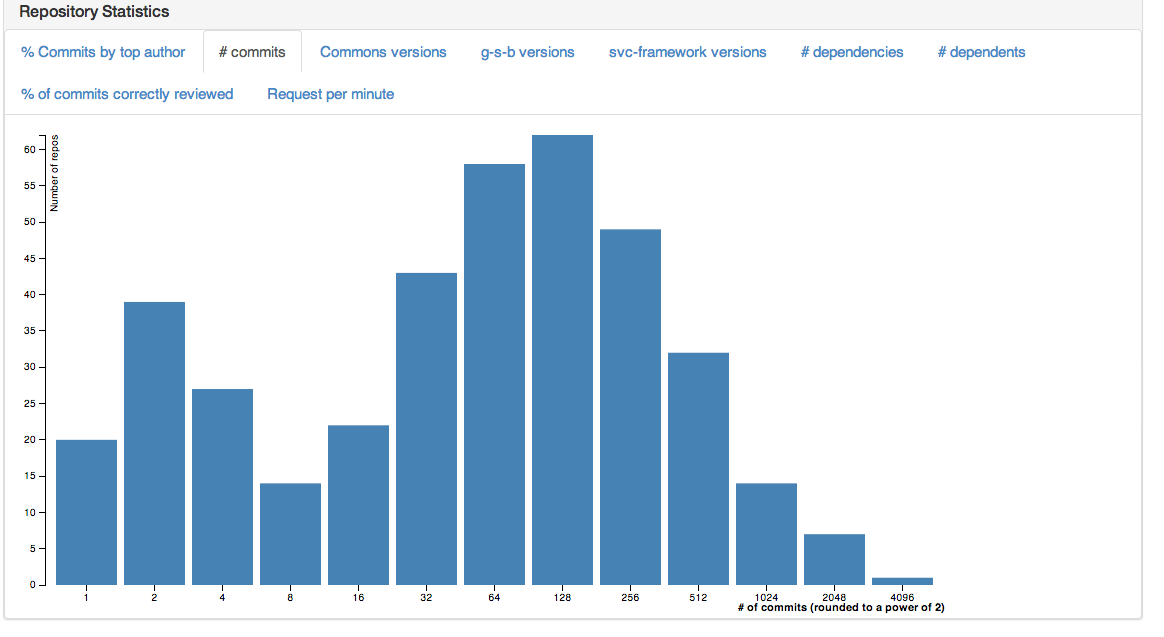 Repository Statistics
% Commits by top author # commits Commons versions g-s-b versions svc-framework versions # dependencies # dependents
% of commits correctly reviewed Request per minute
Number of repos
60
55
50
45
40
35
30
25
20
15
10
5
0
1 2 4 8 16 32 64 128 256 512 1024 2048 4096
# of commits (rounded to a power of 2)